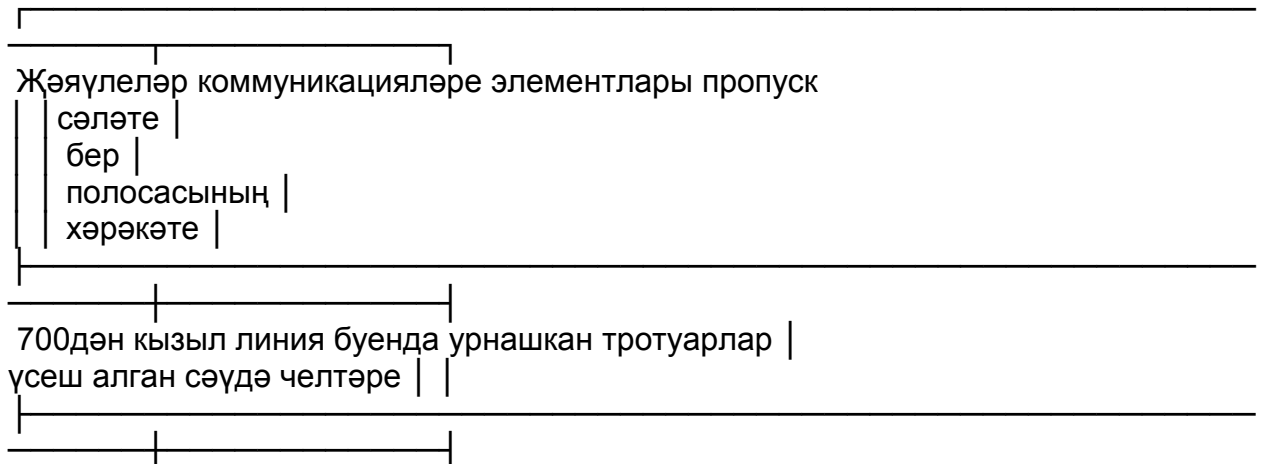 Җәяүлеләр коммуникацияләре элементлары пропуск
сәләте
бер
полосасының
хәрәкәте
700дән кызыл линия буенда урнашкан тротуарлар
үсеш алган сәүдә челтәре